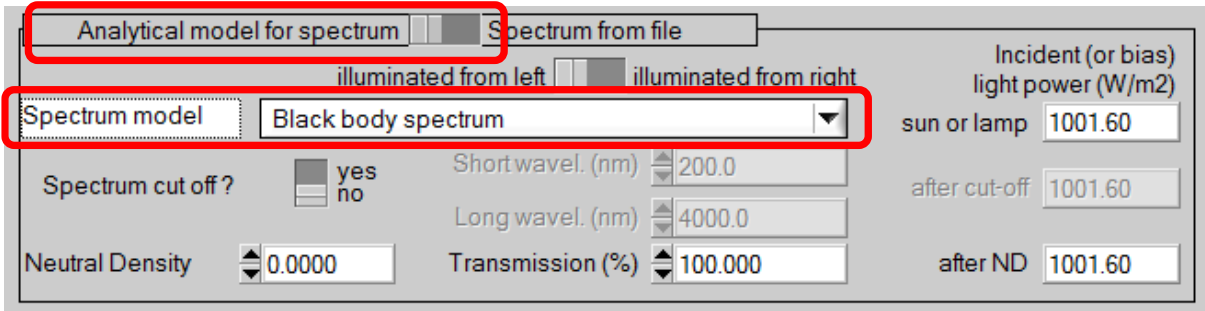 Analytical model for spectrum Spectrum from file
Incident (or bias)
light power (W/m2)
illuminated from left illuminated from right
Spectrum model Black body spectrum sun or lamp 1001.60
Spectrum cut off ? yes
no
Short wavel. (nm) 200.0
after cut-off 1001.60
Long wavel. (nm) 4000.0
Neutral Density 0.0000 Transmission (%) 100.000 after ND 1001.60